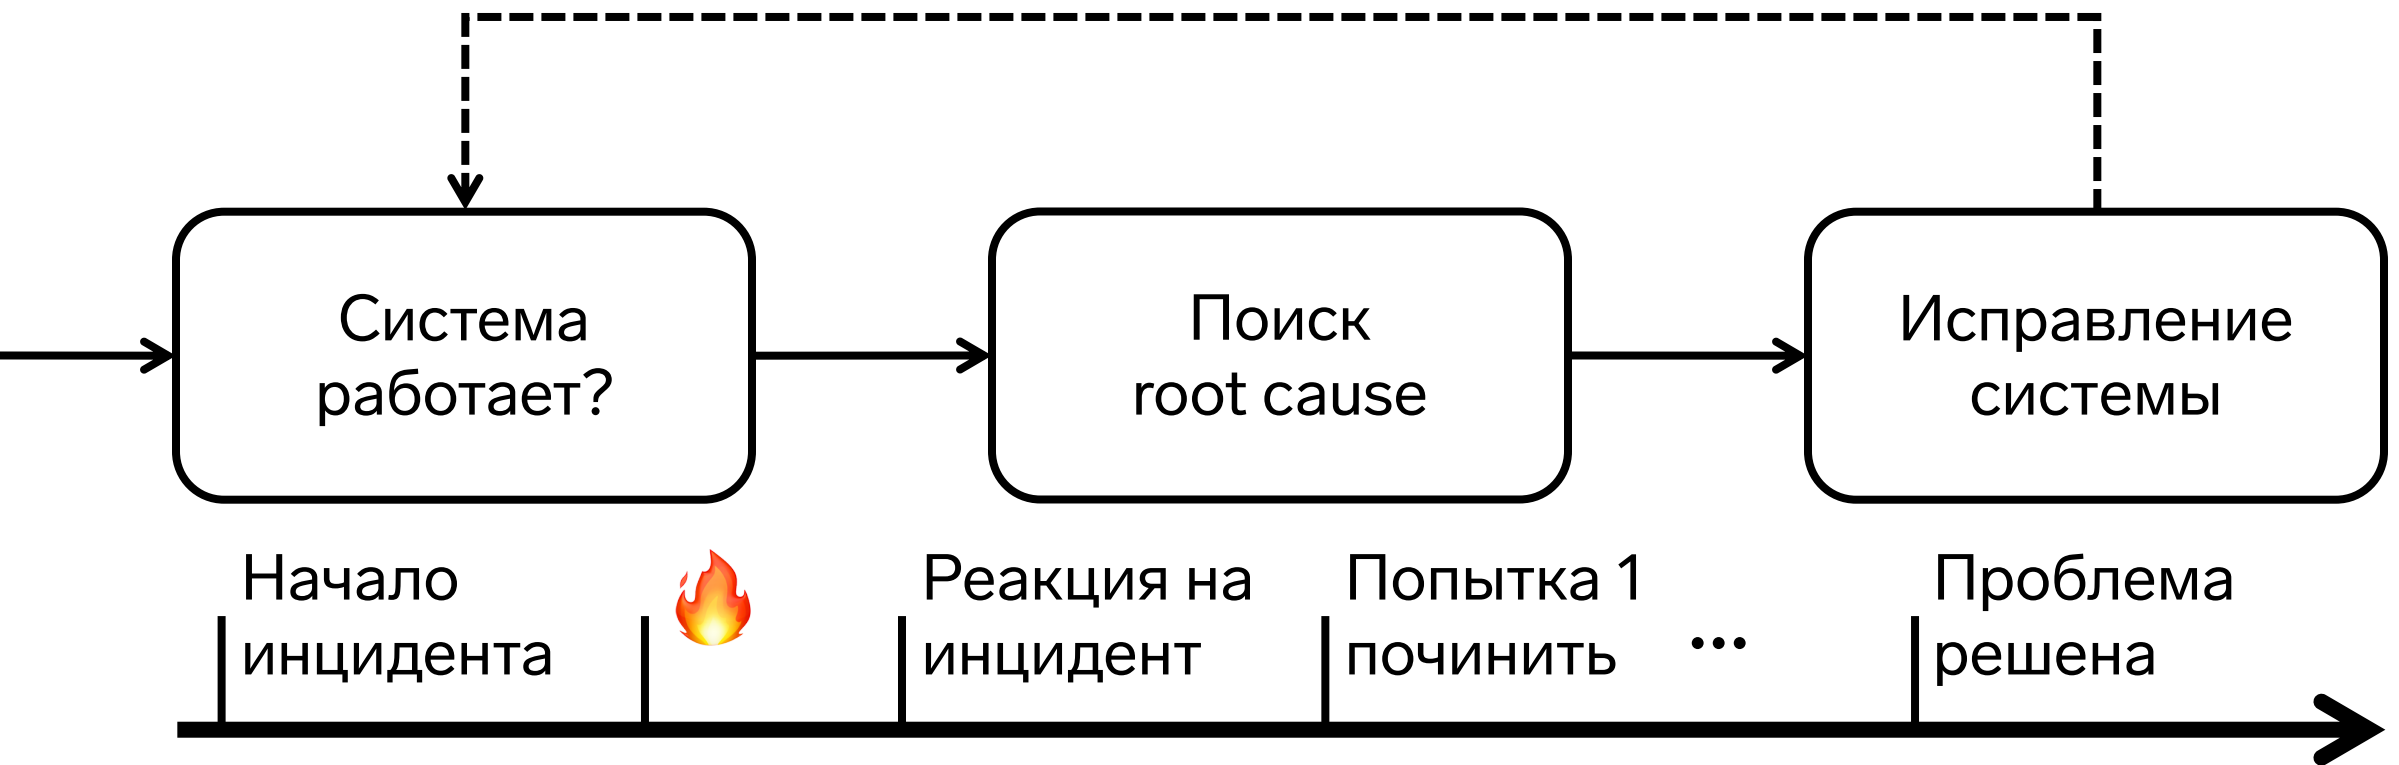 Система
работает?
Поиск
root cause
Исправление
системы
Начало
инцидента
Реакция на
инцидент
Попытка 1
починить
...
Проблема
решена